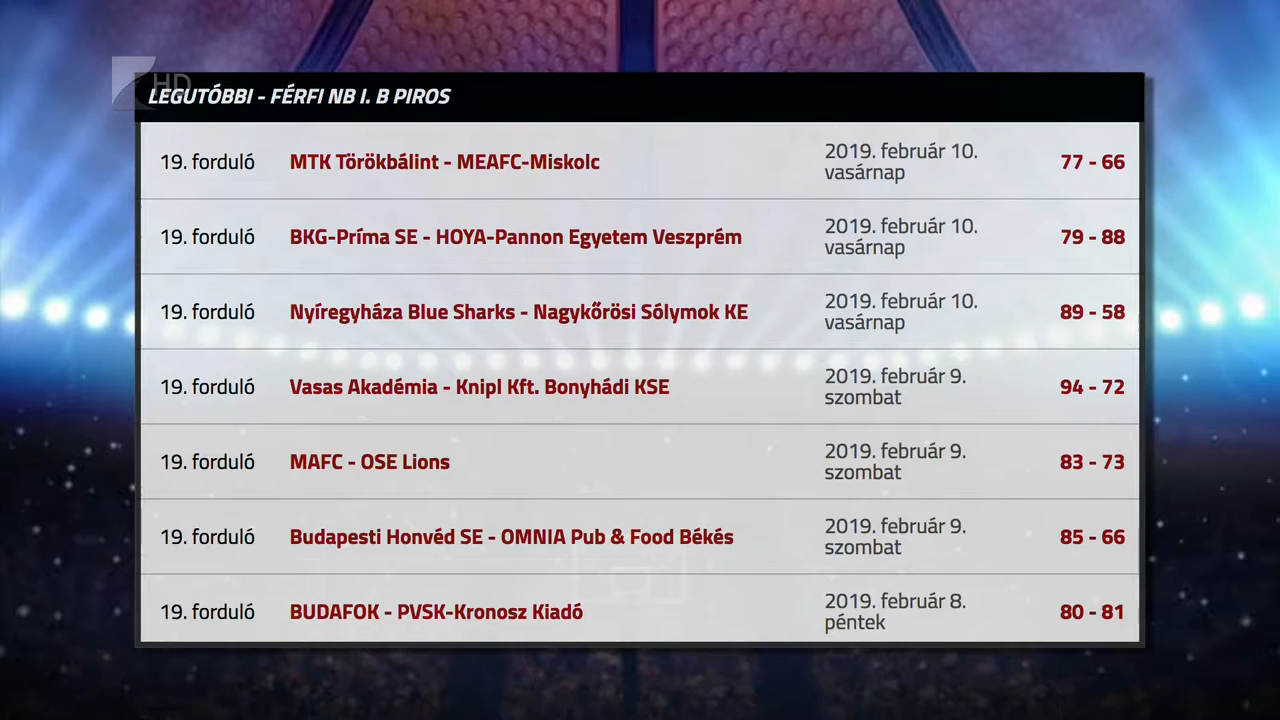 HD
LEGUTÓBBI - FÉRFI NB I. B PIROS
19. forduló MTK Törökbálint - MEAFC-Miskolc 2019. február 10. vasárnap 77 - 66
19. forduló BKG-Príma SE - HOYA-Pannon Egyetem Veszprém 2019. február 10. vasárnap 79 - 88
19. forduló Nyíregyháza Blue Sharks - Nagykőrösi Sólymok KE 2019. február 10. vasárnap 89 - 58
19. forduló Vasas Akadémia - Knipl Kft. Bonyhádi KSE 2019. február 9. szombat 94 - 72
19. forduló MAFC - OSE Lions 2019. február 9. szombat 83 - 73
19. forduló Budapesti Honvéd SE - OMNIA Pub & Food Békés 2019. február 9. szombat 85 - 66
19. forduló BUDAFOK - PVSK-Kronosz Kiadó 2019. február 8. péntek 80 - 81